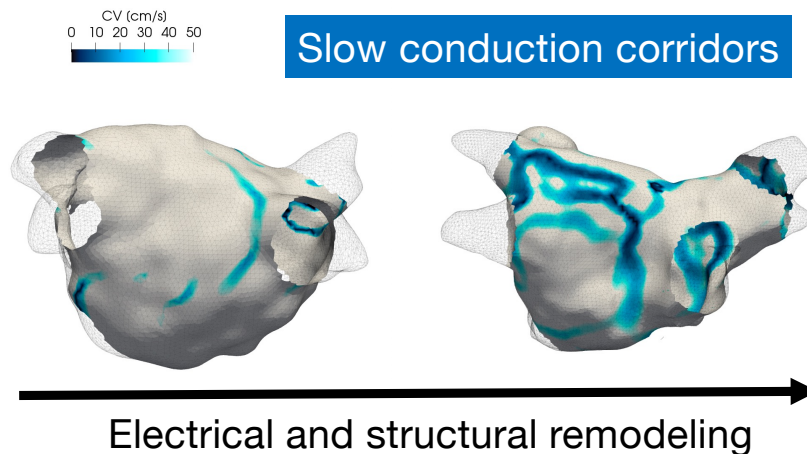 CV [cm/s]
0 10 20 30 40 50
Slow conduction corridors
Electrical and structural remodeling